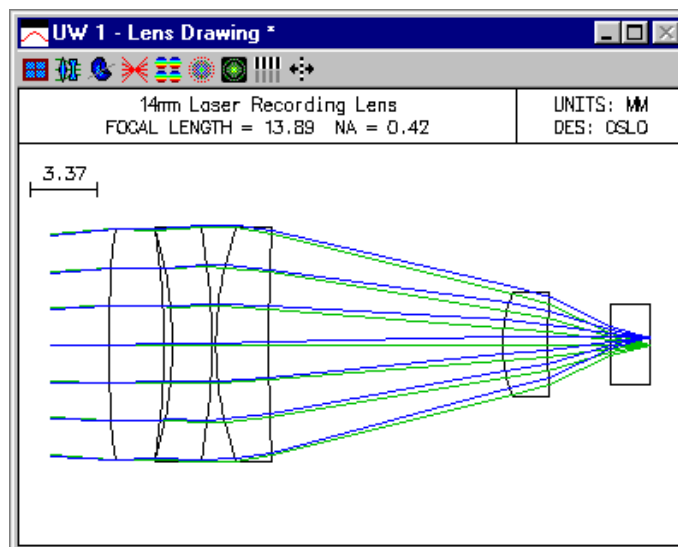 UW 1 - Lens Drawing *
14mm Laser Recording Lens
FOCAL LENGTH = 13.89 NA = 0.42
UNITS: MM
DES: OSLO
3.37